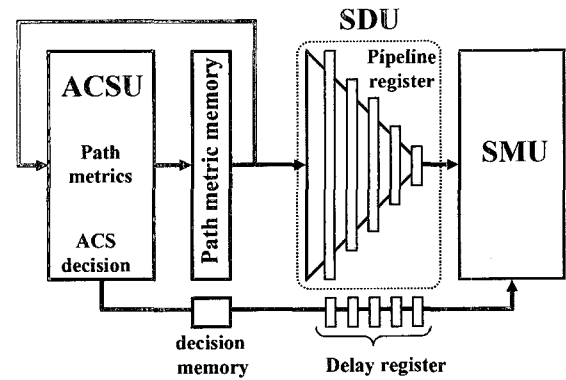 SDU
Pipeline
register
ACSU
Path
metrics
ACS
decision
Path metric memory
SMU
decision
memory
Delay register